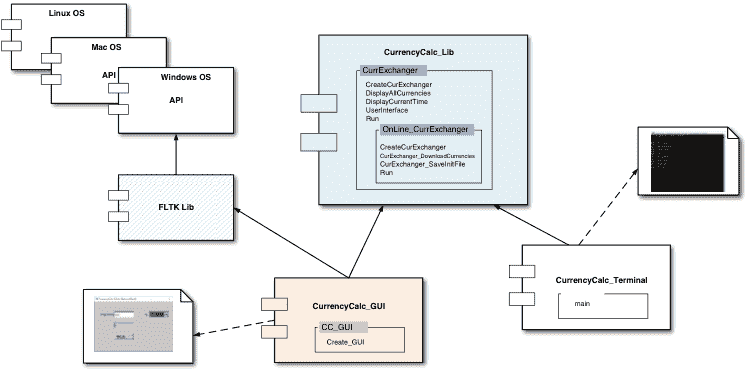 Linux OS
Mac OS
API
Windows OS
API
FLTK Lib
CurrencyCalc_Lib
CurrExchanger
CreateCurExchanger
DisplayAllCurrencies
DisplayCurrentTime
UserInterface
Run
OnLine_CurrExchanger
CreateCurExchanger
CurExchanger_DownloadCurrencies
CurExchanger_SaveInitFile
Run
CurrencyCalc_GUI
CC_GUI
Create_GUI
CurrencyCalc_Terminal
main